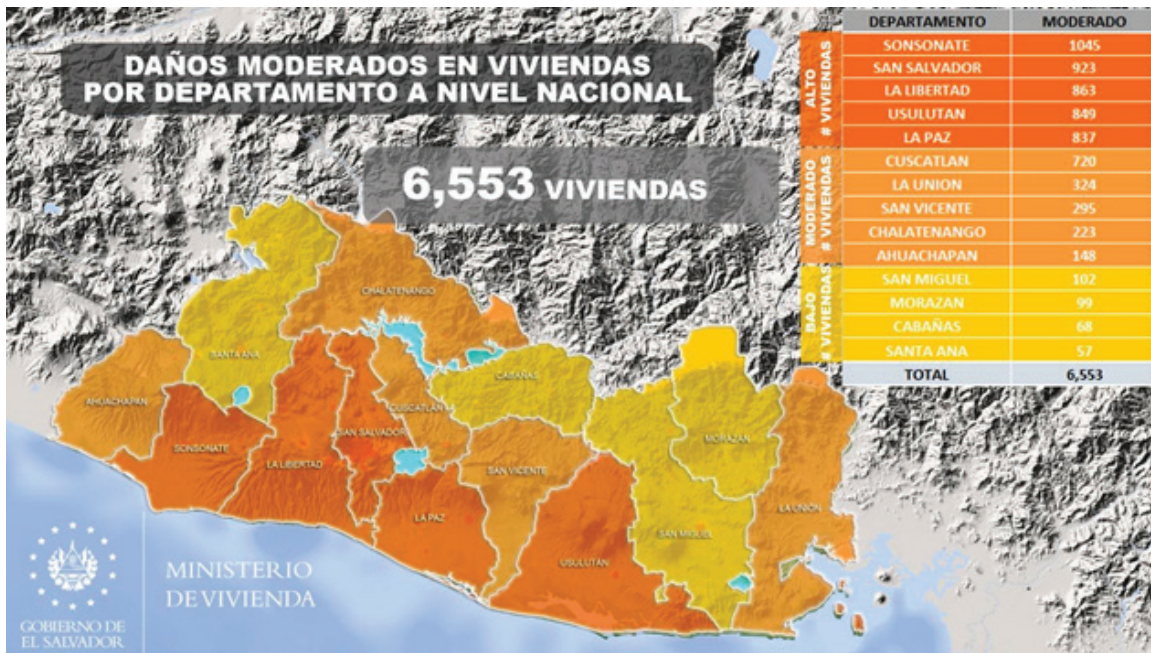 DAÑOS MODERADOS EN VIVIENDAS
POR DEPARTAMENTO A NIVEL NACIONAL
6,553 VIVIENDAS
DEPARTAMENTO MODERADO
ALTO
# VIVIENDAS
SONSONATE 1045
SAN SALVADOR 923
LA LIBERTAD 863
USULUTAN 849
LA PAZ 837
MODERADO
# VIVIENDAS
CUSCATLAN 720
LA UNION 324
SAN VICENTE 295
CHALATENANGO 223
AHUACHAPAN 148
BAJO
# VIVIENDAS
SAN MIGUEL 102
MORAZAN 99
CABAÑAS 68
SANTA ANA 57
TOTAL 6,553
CHALATENANGO
SANTA ANA
CABAÑAS
AHUACHAPAN
CUSCATLÁN
SONSONATE
SAN SALVADOR
MORAZAN
LA LIBERTAD
SAN VICENTE
LA UNIÓN
LA PAZ
SAN MIGUEL
USULUTÁN
MINISTERIO
DE VIVIENDA
GOBIERNO DE
EL SALVADOR